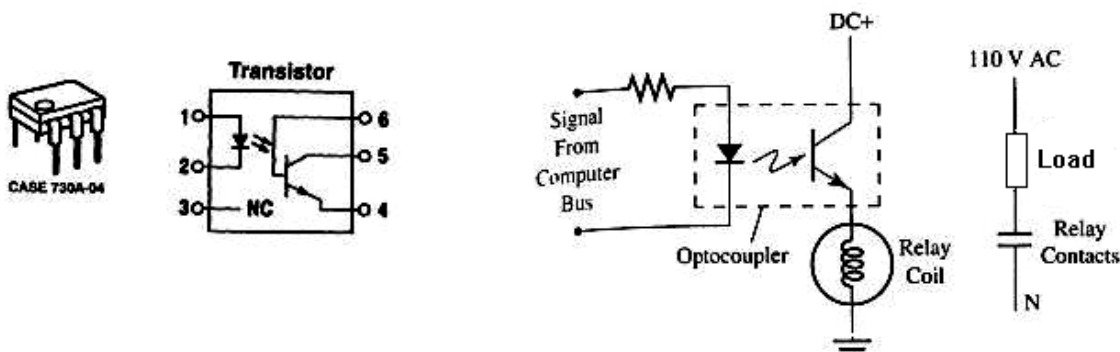 CASE 730A-04
Transistor
1
2
3
NC
6
5
4
Signal
From
Computer
Bus
DC+
Optocoupler
Relay
Coil
110 V AC
Load
Relay
Contacts
N